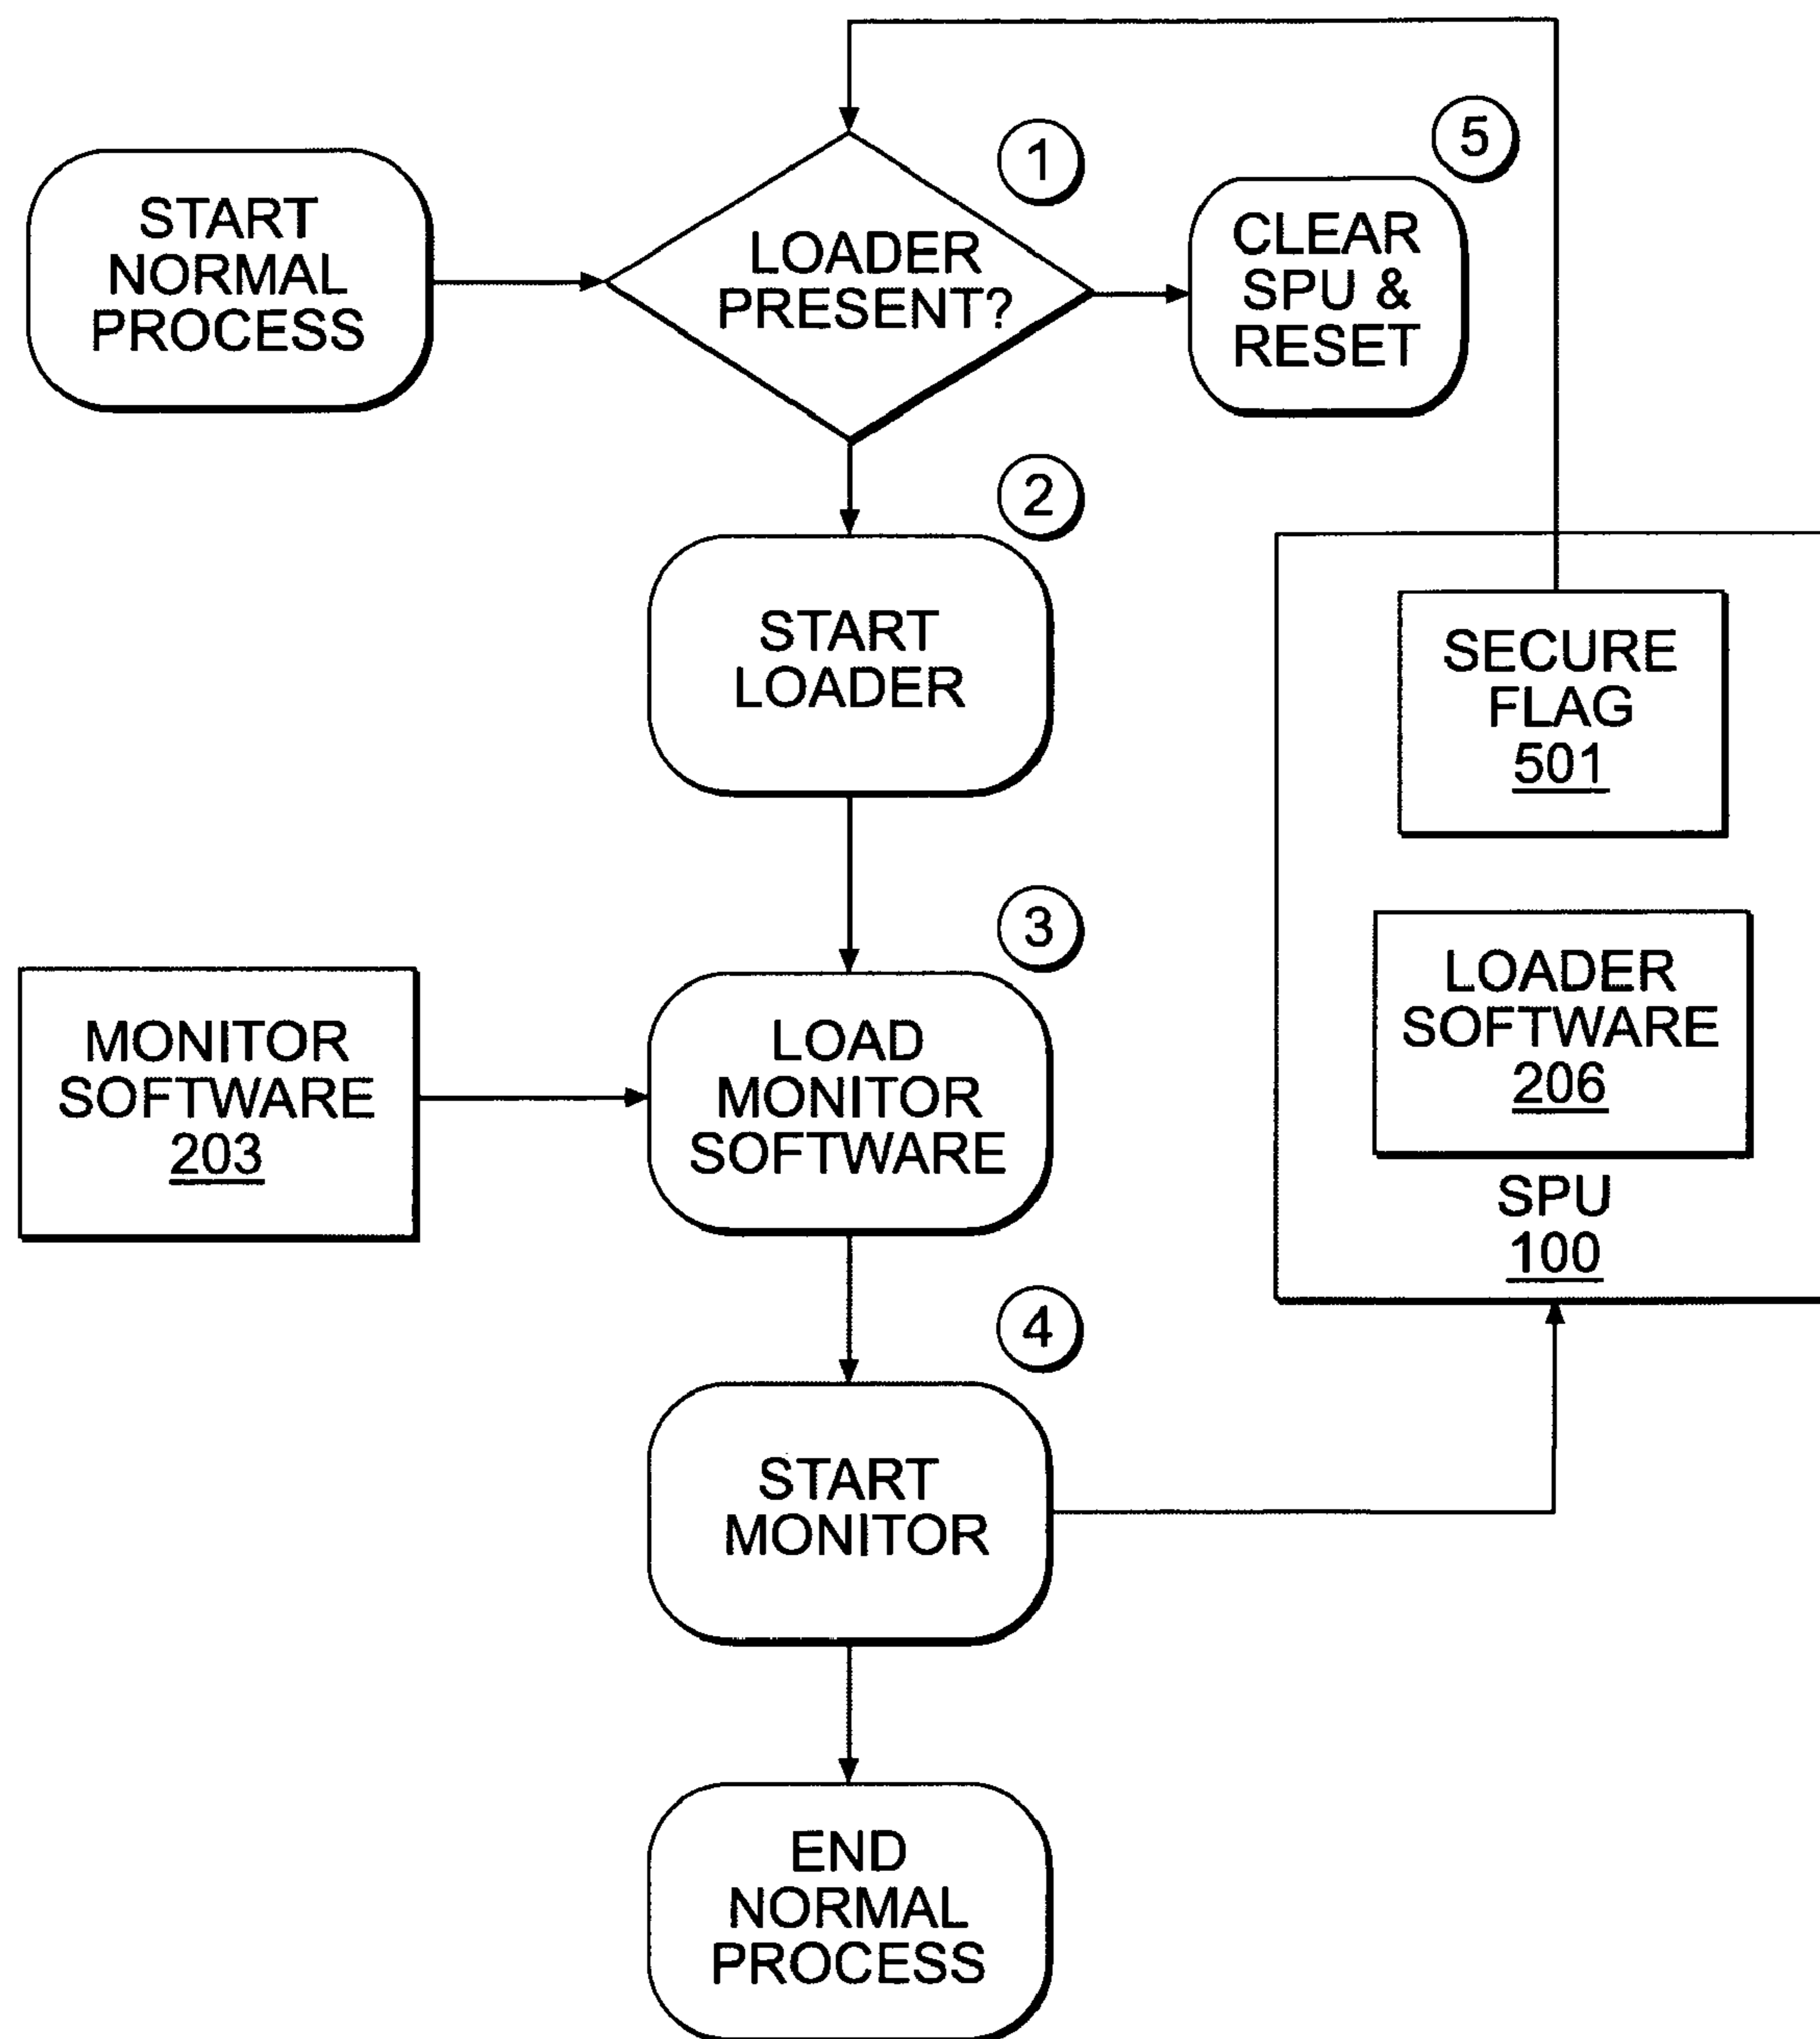 1
5
START
NORMAL
PROCESS
LOADER
PRESENT?
CLEAR
SPU &
RESET
2
START
LOADER
SECURE
FLAG
501
3
MONITOR
SOFTWARE
203
LOAD
MONITOR
SOFTWARE
LOADER
SOFTWARE
206
SPU
100
4
START
MONITOR
END
NORMAL
PROCESS